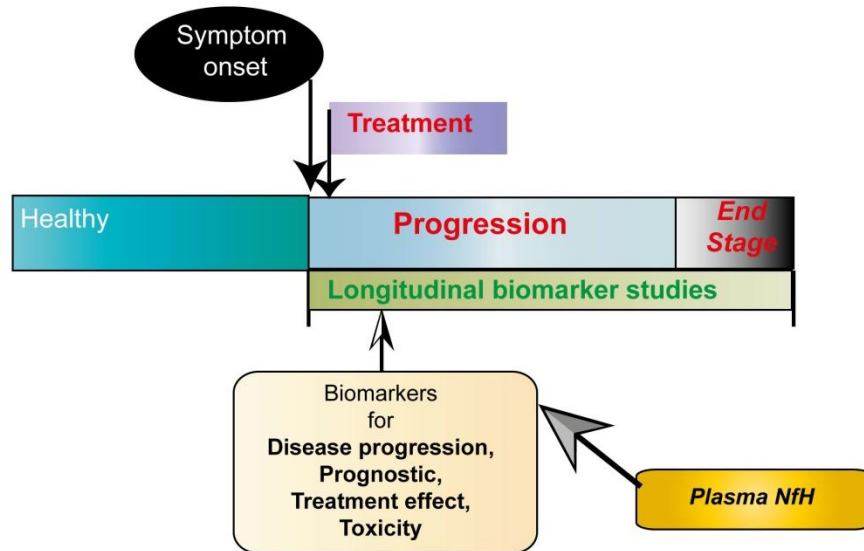 Symptom
onset
Treatment
Healthy
Progression
End
Stage
Longitudinal biomarker studies
Biomarkers
for
Disease progression,
Prognostic,
Treatment effect,
Toxicity
Plasma NfH